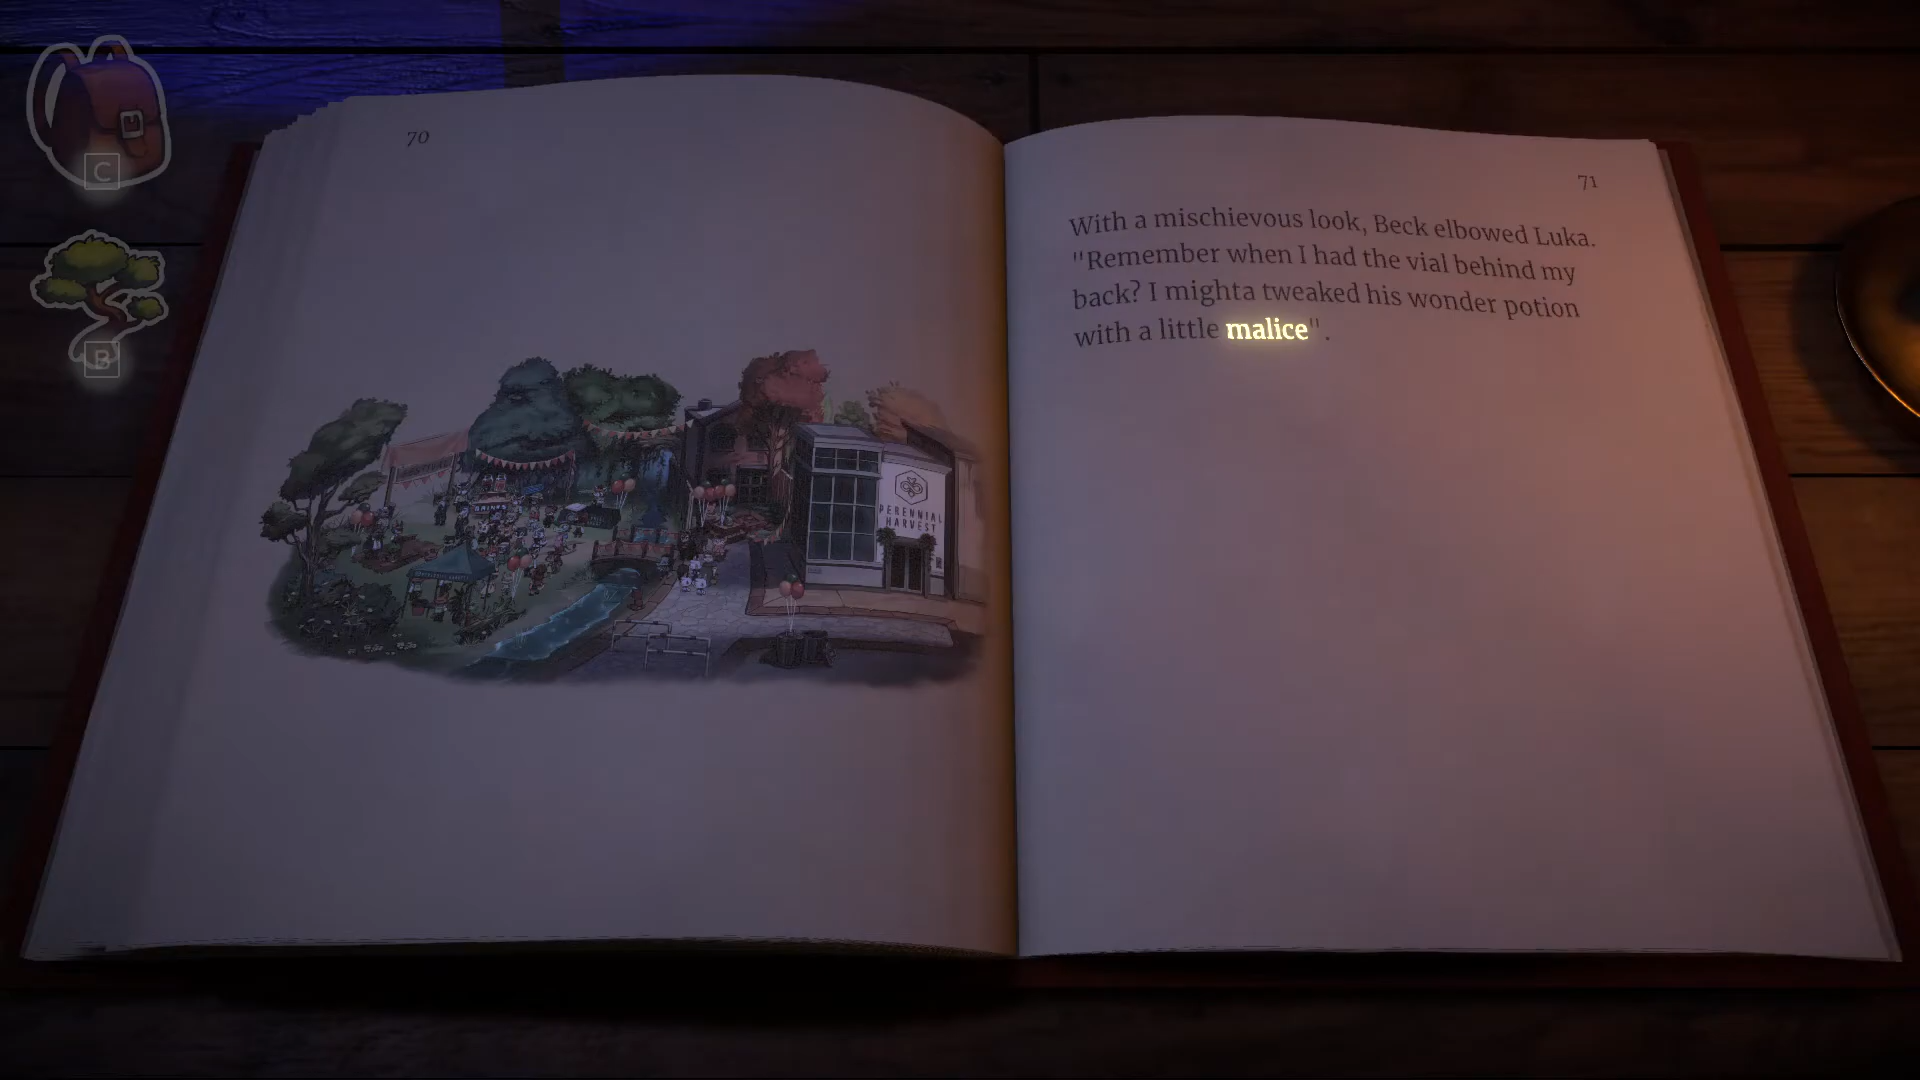 C
B
70
DRINKS
PERENNIAL
HARVEST
71
With a mischievous look, Beck elbowed Luka.
"Remember when I had the vial behind my
back? I mighta tweaked his wonder potion
with a little malice".